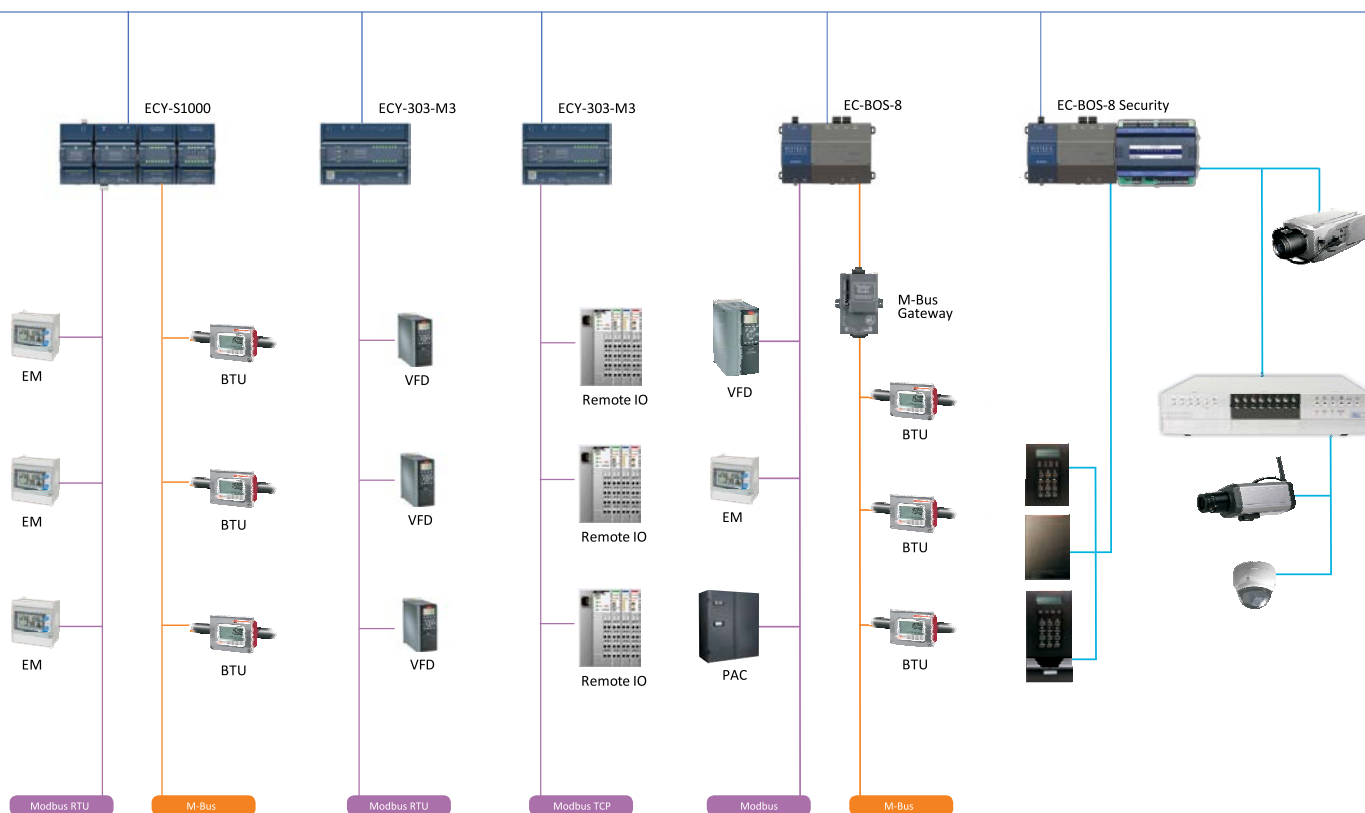 ECY-S1000
ECY-303-M3
ECY-303-M3
EC-BOS-8
EC-BOS-8 Security
M-Bus
Gateway
EM
BTU
VFD
Remote IO
VFD
BTU
EM
BTU
VFD
Remote IO
EM
BTU
EM
BTU
VFD
Remote IO
PAC
BTU
Modbus RTU
M-Bus
Modbus RTU
Modbus TCP
Modbus
M-Bus